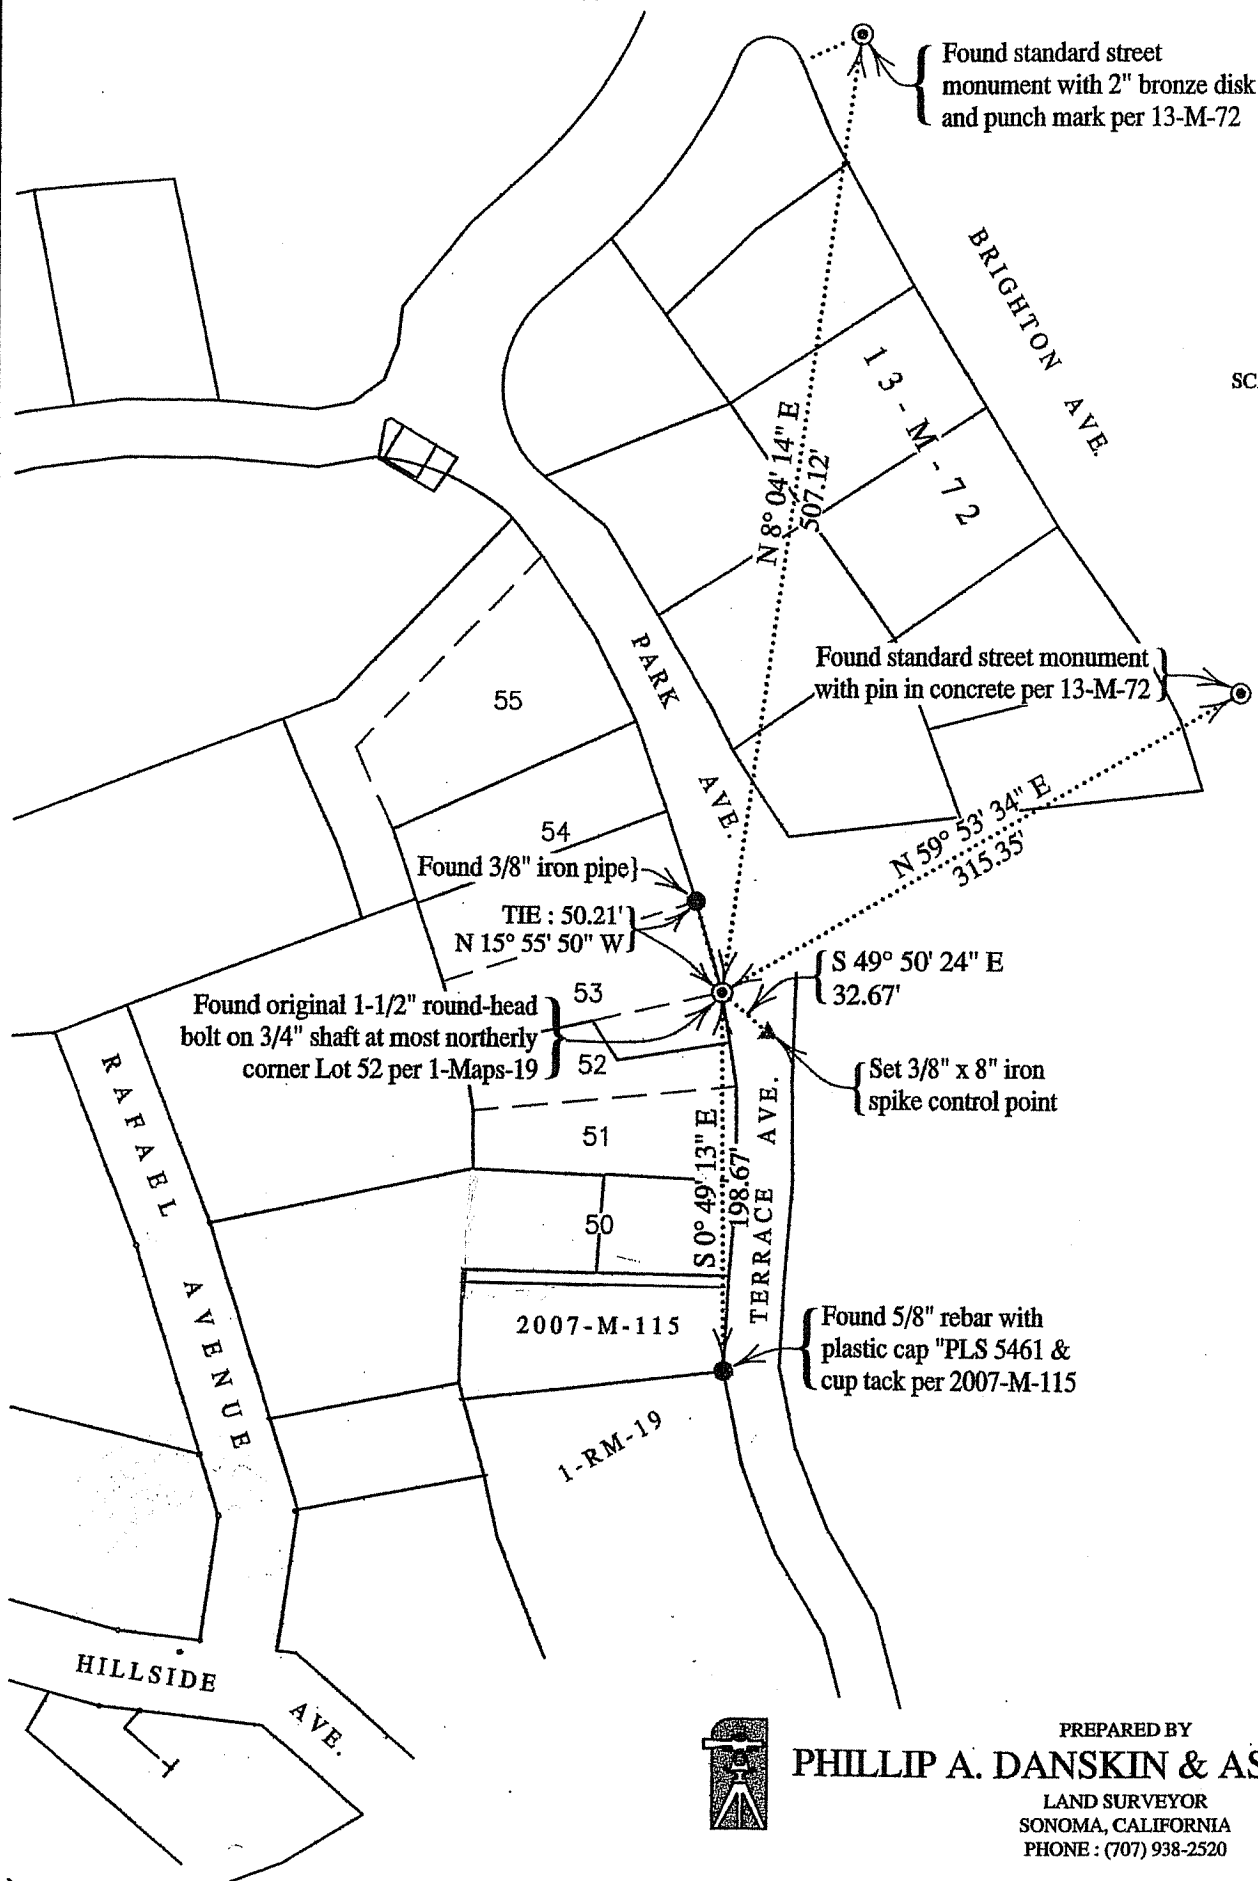 Found standard street
monument with 2" bronze disk
and punch mark per 13-M-72
BRIGHTON AVE.
SC
13-M-72
N 8° 04' 14" E
507.12'
PARK AVE.
Found standard street monument
with pin in concrete per 13-M-72
55
54
N 59° 53' 34" E
315.35'
Found 3/8" iron pipe}
TIE : 50.21'
N 15° 55' 50" W
S 49° 50' 24" E
32.67'
53
Found original 1-1/2" round-head
bolt on 3/4" shaft at most northerly
corner Lot 52 per 1-Maps-19
52
Set 3/8" x 8" iron
spike control point
RAFAEL AVENUE
51
S 0° 49' 13" E
198.67'
TERRACE AVE.
50
2007-M-115
Found 5/8" rebar with
plastic cap "PLS 5461 &
cup tack per 2007-M-115
1-RM-19
HILLSIDE AVE.
PREPARED BY
PHILLIP A. DANSKIN & AS
LAND SURVEYOR
SONOMA, CALIFORNIA
PHONE : (707) 938-2520